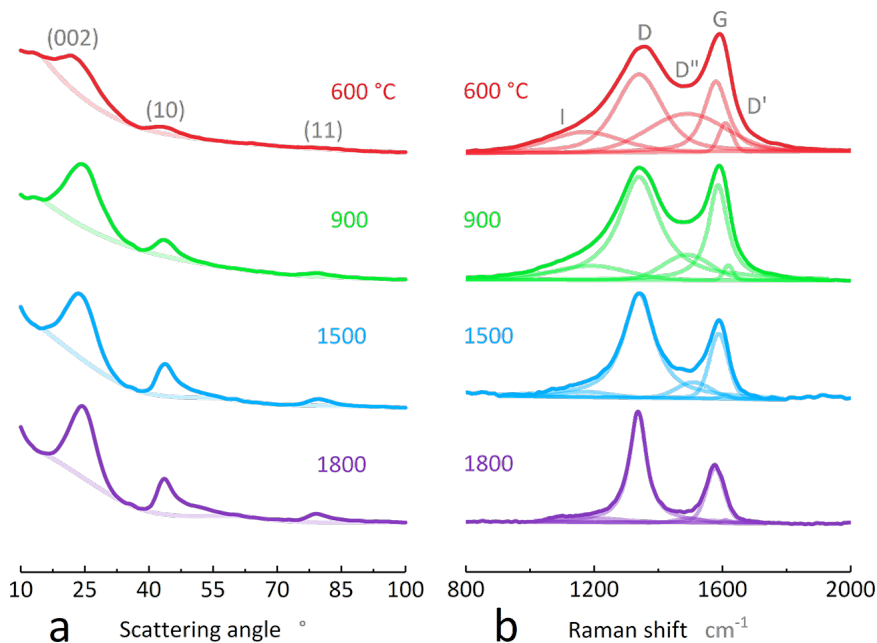 (002)
(10)
(11)
600 °C
900
1500
1800
10 25 40 55 70 85 100
a Scattering angle °
I
D
D"
G
D'
600 °C
900
1500
1800
800 1200 1600 2000
b Raman shift cm⁻¹